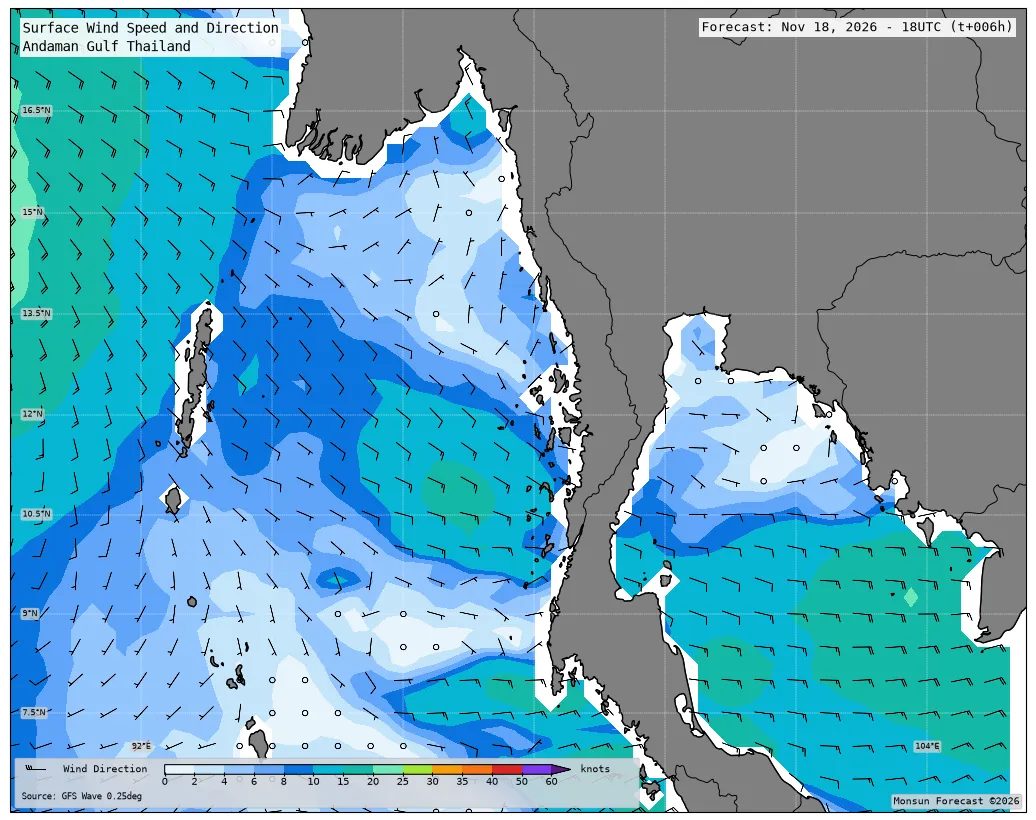 Surface Wind Speed and Direction
Andaman Gulf Thailand
Forecast: Nov 18, 2026 - 18UTC (t+006h)
16.5°N
15°N
13.5°N
12°N
10.5°N
9°N
7.5°N
92°E
104°E
Wind Direction
0 2 4 6 8 10 15 20 25 30 35 40 50 60
knots
Source: GFS Wave 0.25deg
Monsun Forecast ©2026